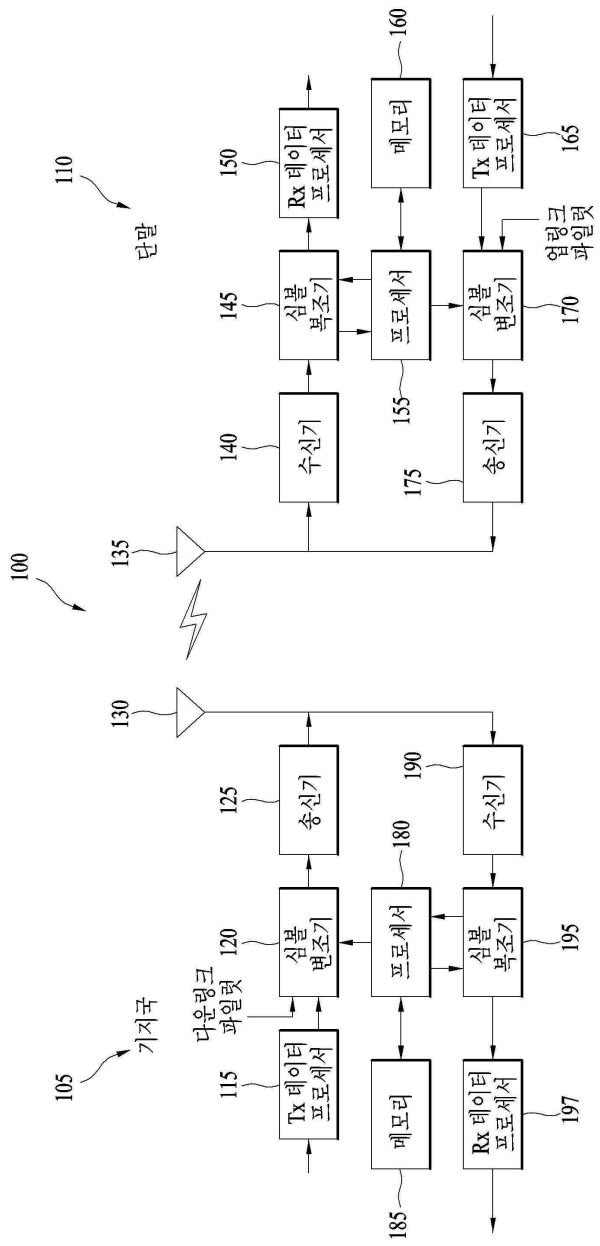 100
105
기지국
110
단말
115
Tx 데이터
프로세서
다운링크
파일럿
120
심볼
변조기
125
송신기
130
135
140
수신기
145
심볼
복조기
150
Rx 데이터
프로세서
185
메모리
180
프로세서
155
프로세서
160
메모리
197
Rx 데이터
프로세서
195
심볼
복조기
190
수신기
175
송신기
170
심볼
변조기
업링크
파일럿
165
Tx 데이터
프로세서